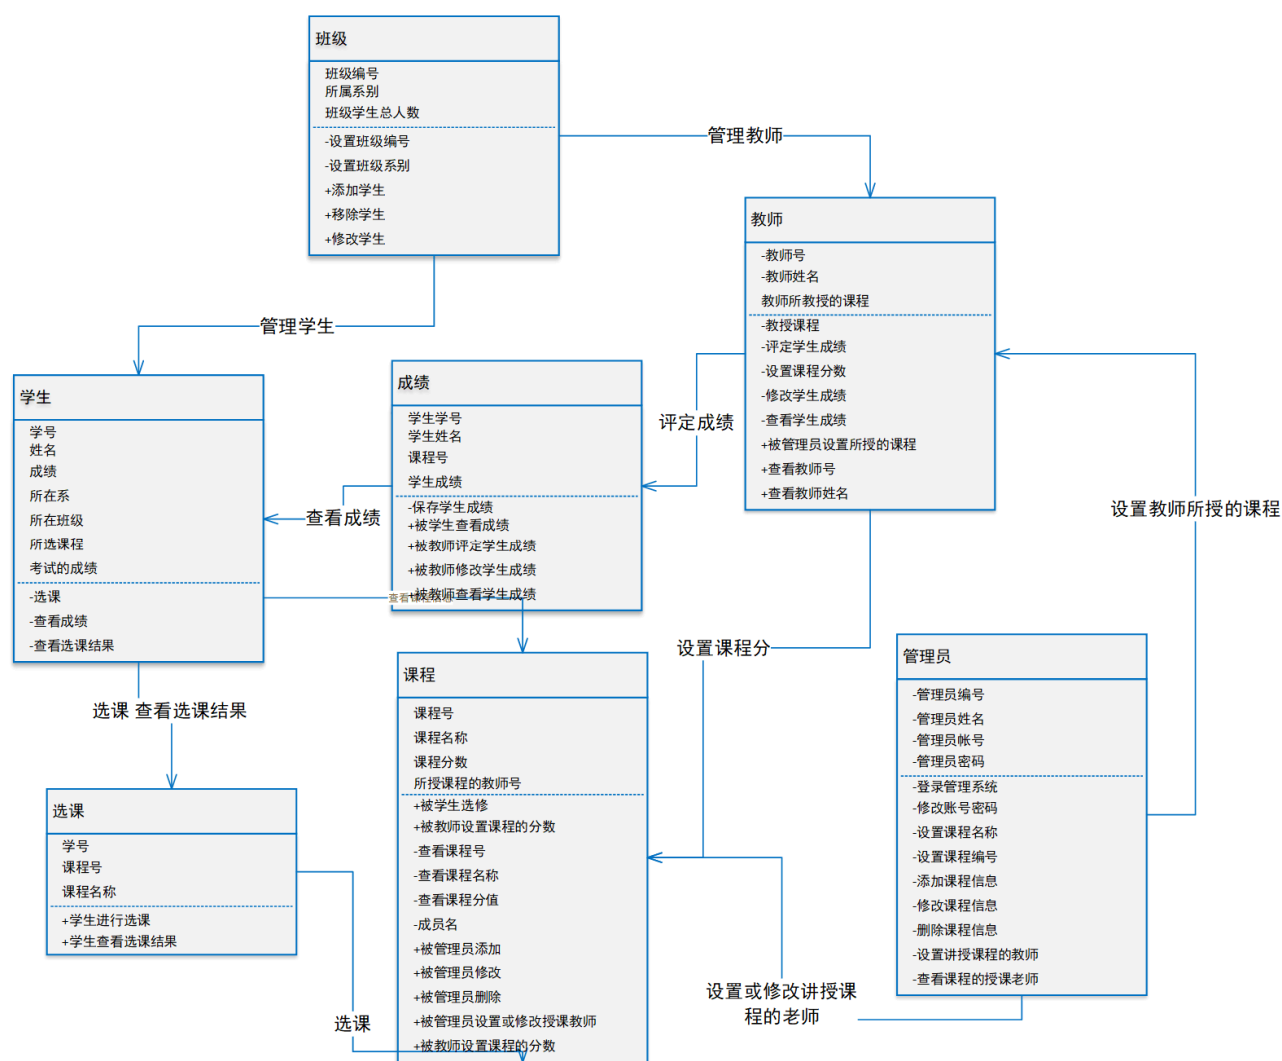 班级
班级编号
所属系别
班级学生总人数
-设置班级编号
-设置班级系别
+添加学生
+移除学生
+修改学生
管理教师
教师
-教师号
-教师姓名
教师所教授的课程
-教授课程
-评定学生成绩
-设置课程分数
-修改学生成绩
-查看学生成绩
+被管理员设置所授的课程
+查看教师号
+查看教师姓名
管理学生
学生
学号
姓名
成绩
所在系
所在班级
所选课程
考试的成绩
-选课
-查看成绩
-查看选课结果
成绩
学生学号
学生姓名
课程号
学生成绩
-保存学生成绩
+被学生查看成绩
+被教师评定学生成绩
+被教师修改学生成绩
+被教师查看学生成绩
评定成绩
查看成绩
设置教师所授的课程
设置课程分
选课 查看选课结果
课程
课程号
课程名称
课程分数
所授课程的教师号
+被学生选修
+被教师设置课程的分数
-查看课程号
-查看课程名称
-查看课程分值
-成员名
+被管理员添加
+被管理员修改
+被管理员删除
+被管理员设置或修改授课教师
+被教师设置课程的分数
管理员
-管理员编号
-管理员姓名
-管理员帐号
-管理员密码
-登录管理系统
-修改账号密码
-设置课程名称
-设置课程编号
-添加课程信息
-修改课程信息
-删除课程信息
-设置讲授课程的教师
-查看课程的授课老师
选课
学号
课程号
课程名称
+学生进行选课
+学生查看选课结果
设置或修改讲授课
程的老师
选课